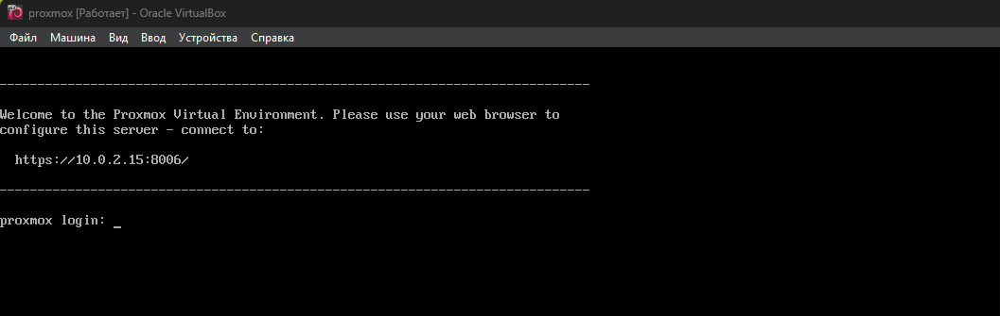 proxmox [Работает] - Oracle VirtualBox
Файл Машина Вид Ввод Устройства Справка
-----------------------------------------------------------------------------
Welcome to the Proxmox Virtual Environment. Please use your web browser to
configure this server - connect to:
https://10.0.2.15:8006/
-----------------------------------------------------------------------------
proxmox login: _